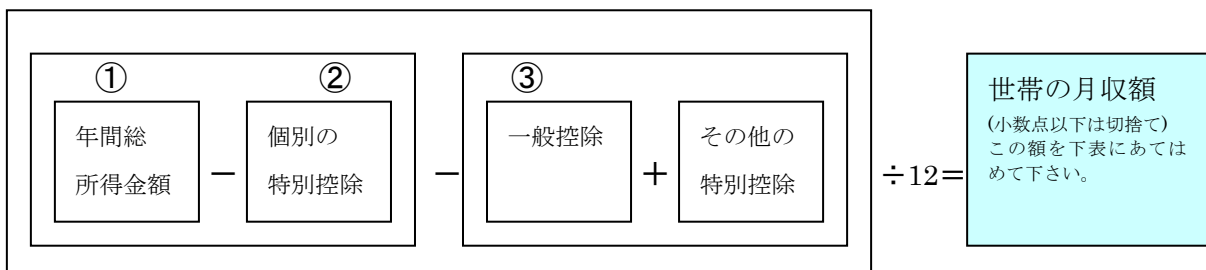 ① ② ③
年間総
所得金額
−
個別の
特別控除
−
一般控除
+
その他の
特別控除
÷12=
世帯の月収額
(小数点以下は切捨て)
この額を下表にあては
めて下さい。